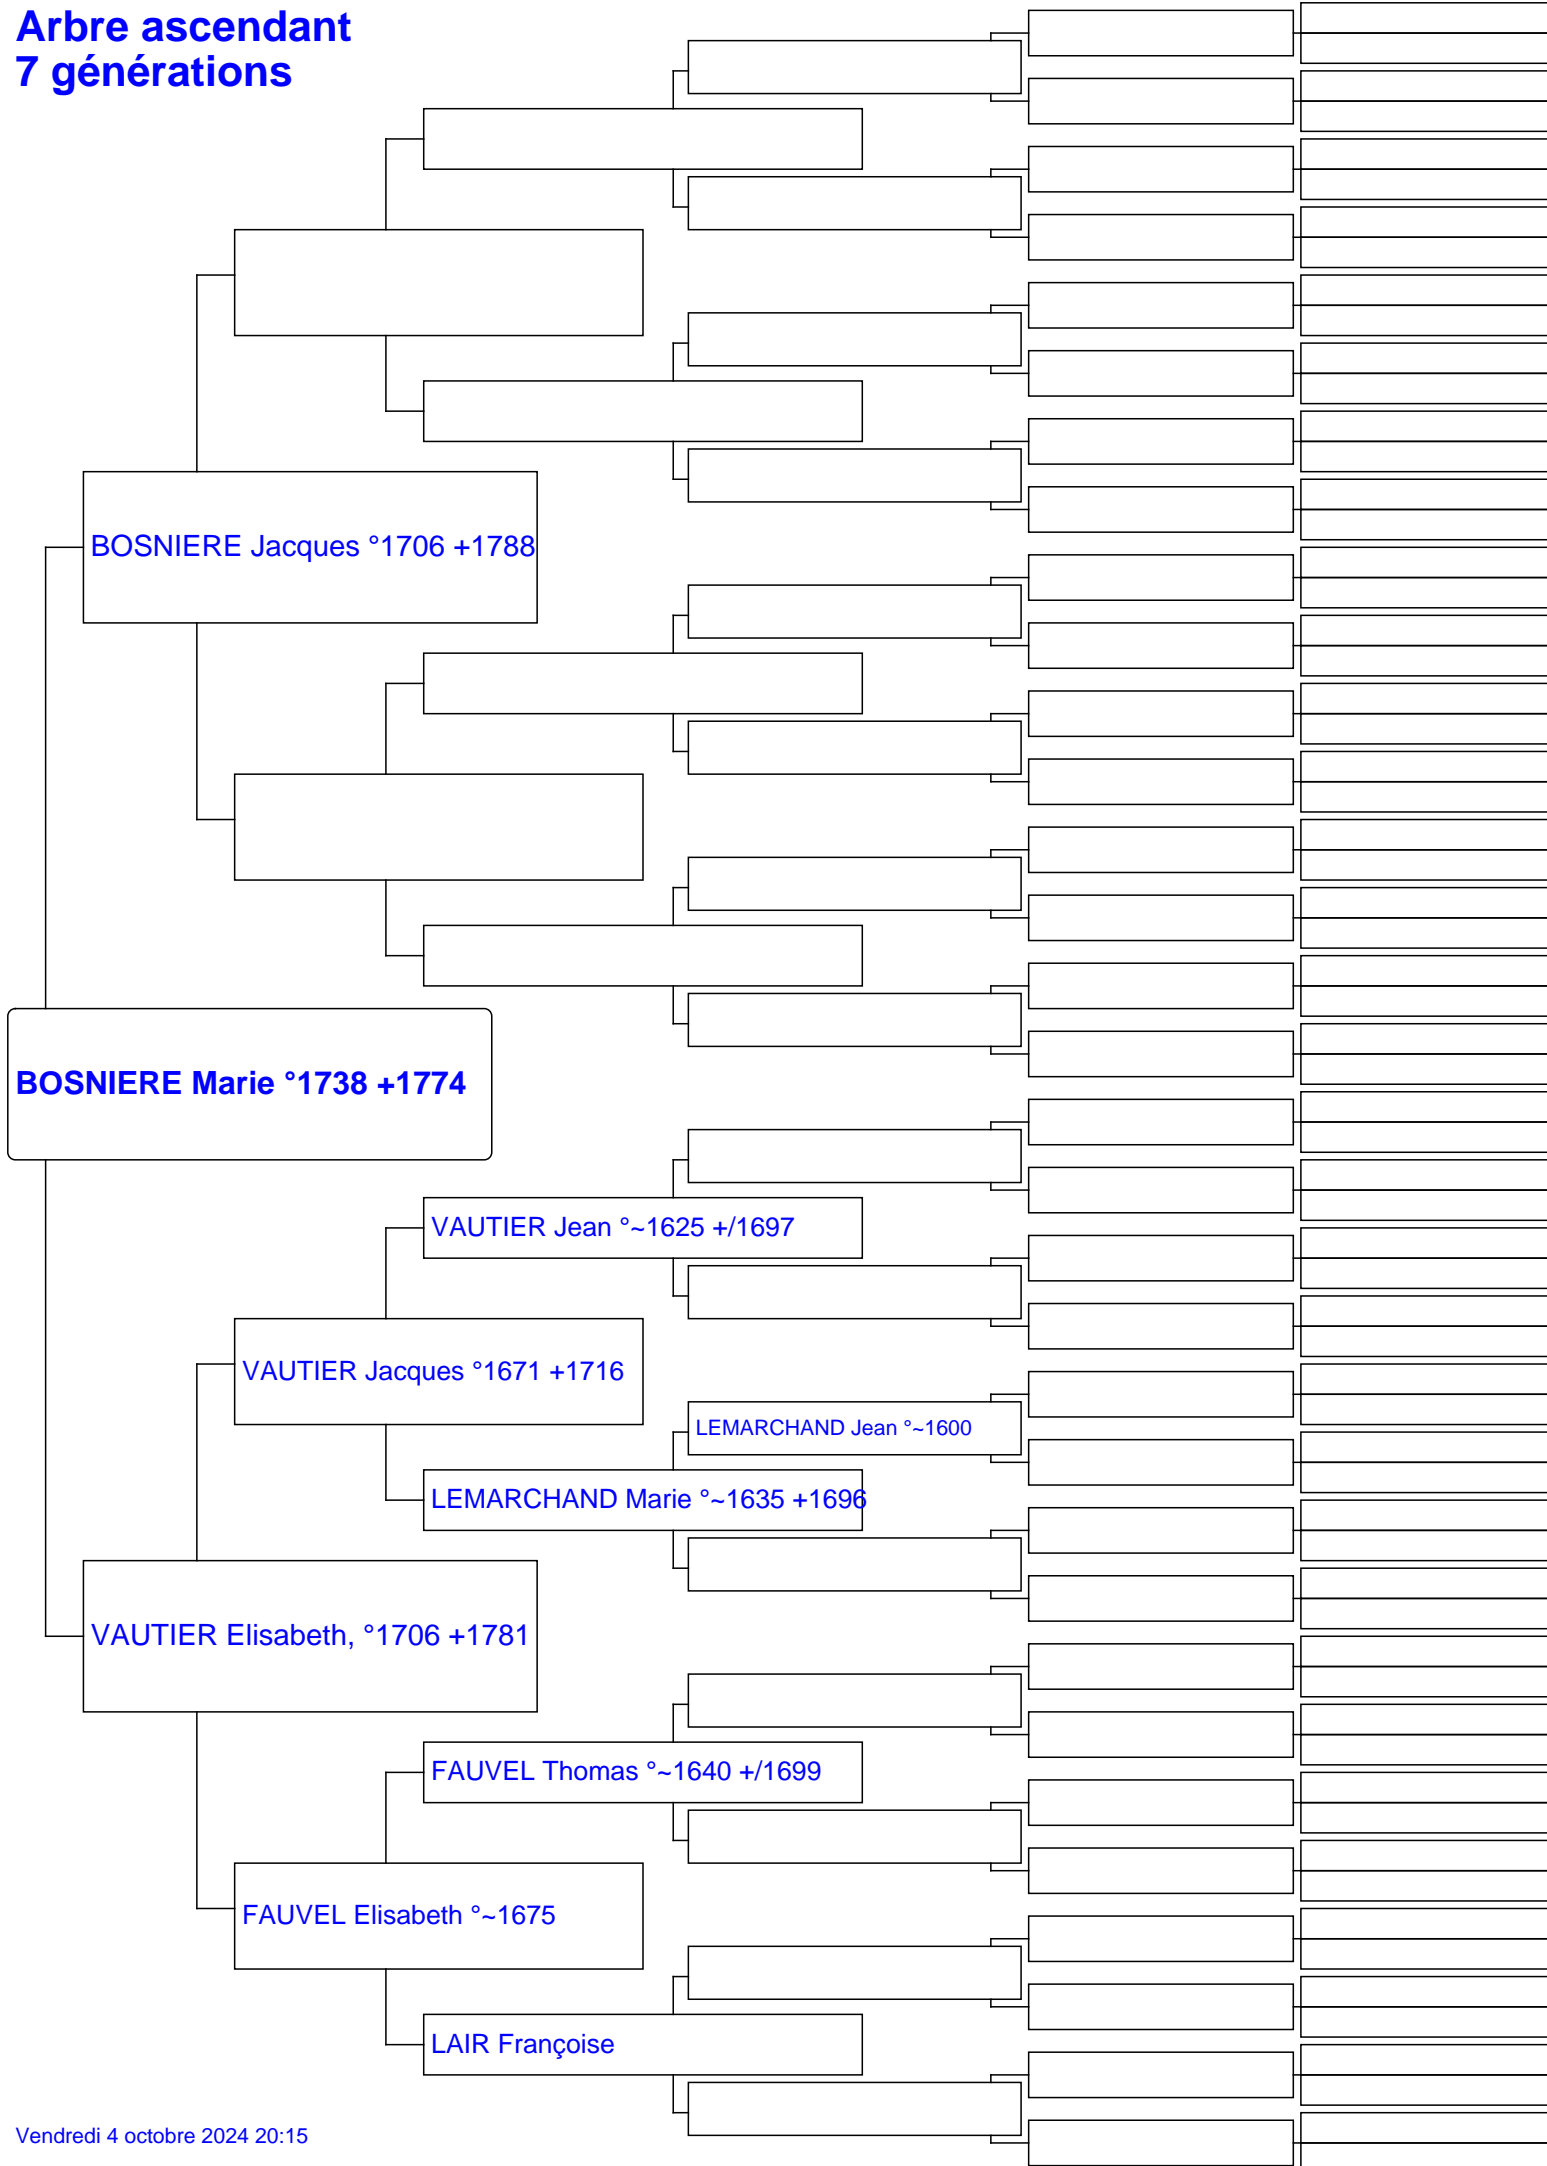 Arbre ascendant
7 générations
BOSNIERE Jacques °1706 +1788
BOSNIERE Marie °1738 +1774
VAUTIER Jean °~1625 +/1697
VAUTIER Jacques °1671 +1716
LEMARCHAND Jean °~1600
LEMARCHAND Marie °~1635 +1696
VAUTIER Elisabeth, °1706 +1781
FAUVEL Thomas °~1640 +/1699
FAUVEL Elisabeth °~1675
LAIR Françoise
Vendredi 4 octobre 2024 20:15